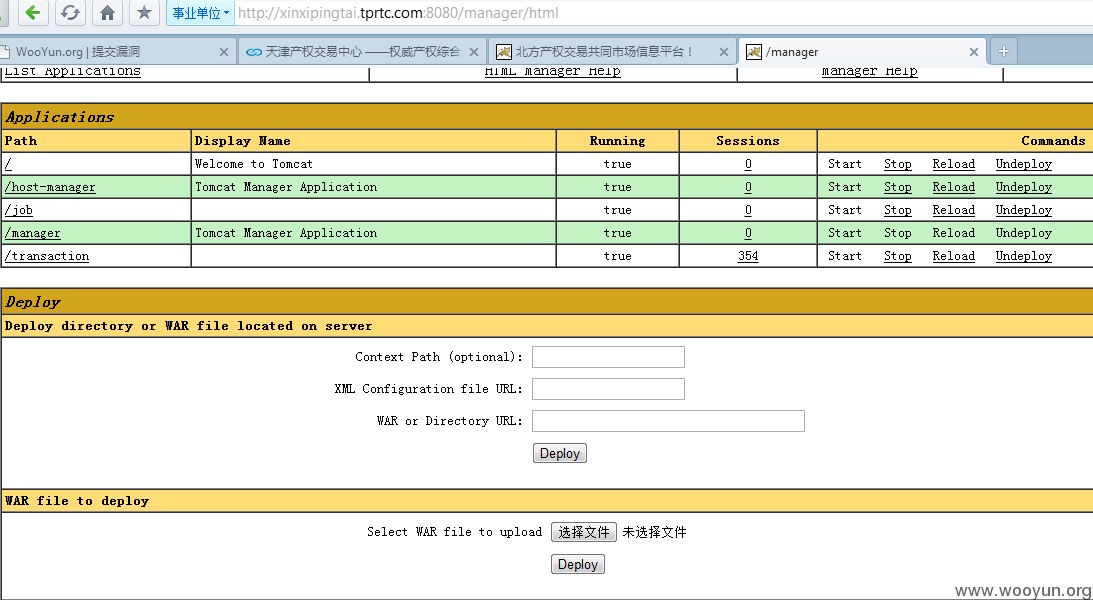 事业单位 http://xinxipingtai.tprtc.com:8080/manager/html
WooYun.org | 提交漏洞 天津产权交易中心 ——权威产权综合 北方产权交易共同市场信息平台！ /manager
List Applications HTML Manager Help Manager Help
Applications
Path Display Name Running Sessions Commands
/ Welcome to Tomcat true 0 Start Stop Reload Undeploy
/host-manager Tomcat Manager Application true 0 Start Stop Reload Undeploy
/job true 0 Start Stop Reload Undeploy
/manager Tomcat Manager Application true 0 Start Stop Reload Undeploy
/transaction true 354 Start Stop Reload Undeploy
Deploy
Deploy directory or WAR file located on server
Context Path (optional):
XML Configuration file URL:
WAR or Directory URL:
Deploy
WAR file to deploy
Select WAR file to upload 选择文件 未选择文件
Deploy
www.wooyun.org